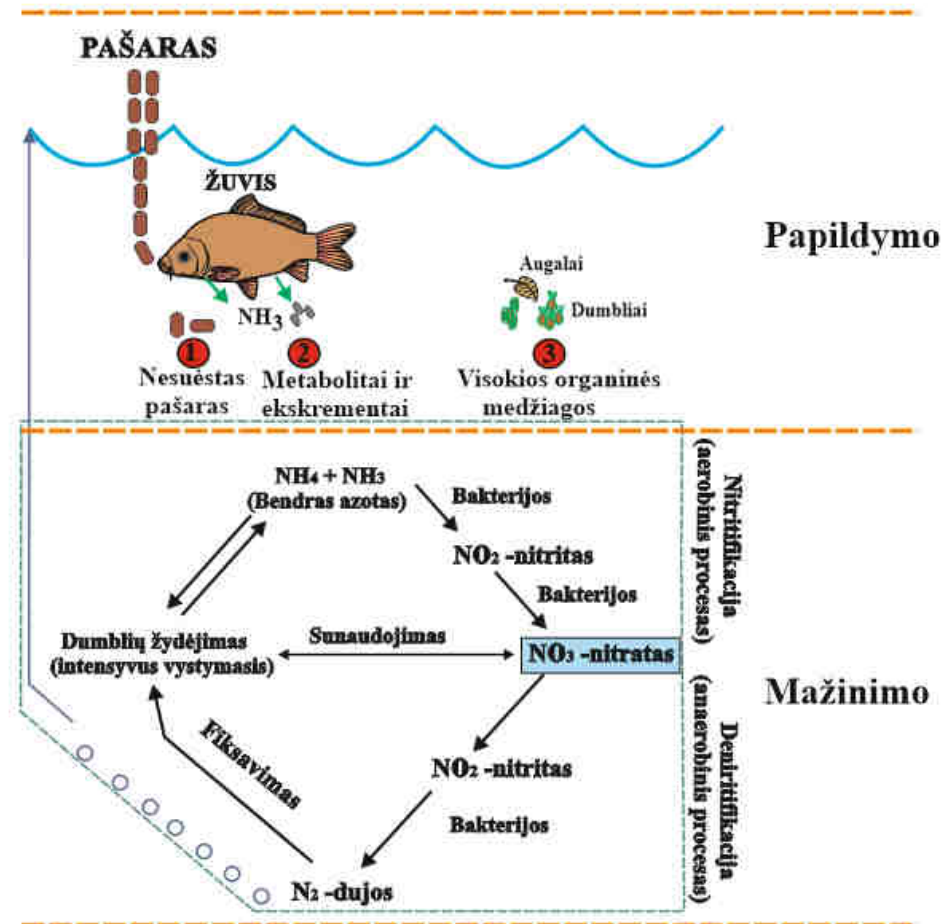 PAŠARAS
ŽUVIS
Papildymo
Augalai
Dumbliai
NH3
1
2
3
Nesuėstas
pašaras
Metabolitai ir
ekskrementai
Visokios organinės
medžiagos
NH4 + NH3
(Bendras azotas)
Bakterijos
NO2 -nitritas
Bakterijos
Nitritifikacija
(aerobinis procesas)
Dumblių žydėjimas
(intensyvus vystymasis)
Sunaudojimas
NO3 -nitratas
Mažinimo
Fiksavimas
NO2 -nitritas
Bakterijos
N2 -dujos
Deniritifikacija
(anaerobinis procesas)